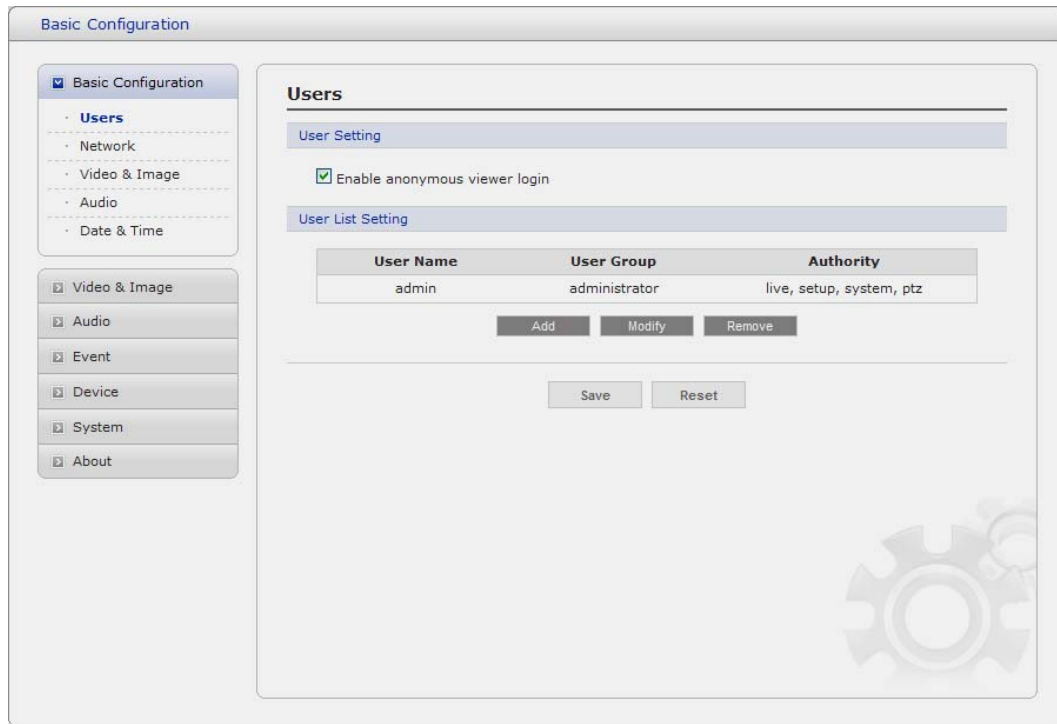 Basic Configuration
Basic Configuration
Users
Network
Video & Image
Audio
Date & Time
Video & Image
Audio
Event
Device
System
About
Users
User Setting
Enable anonymous viewer login
User List Setting
User Name User Group Authority
admin administrator live, setup, system, ptz
Add Modify Remove
Save Reset